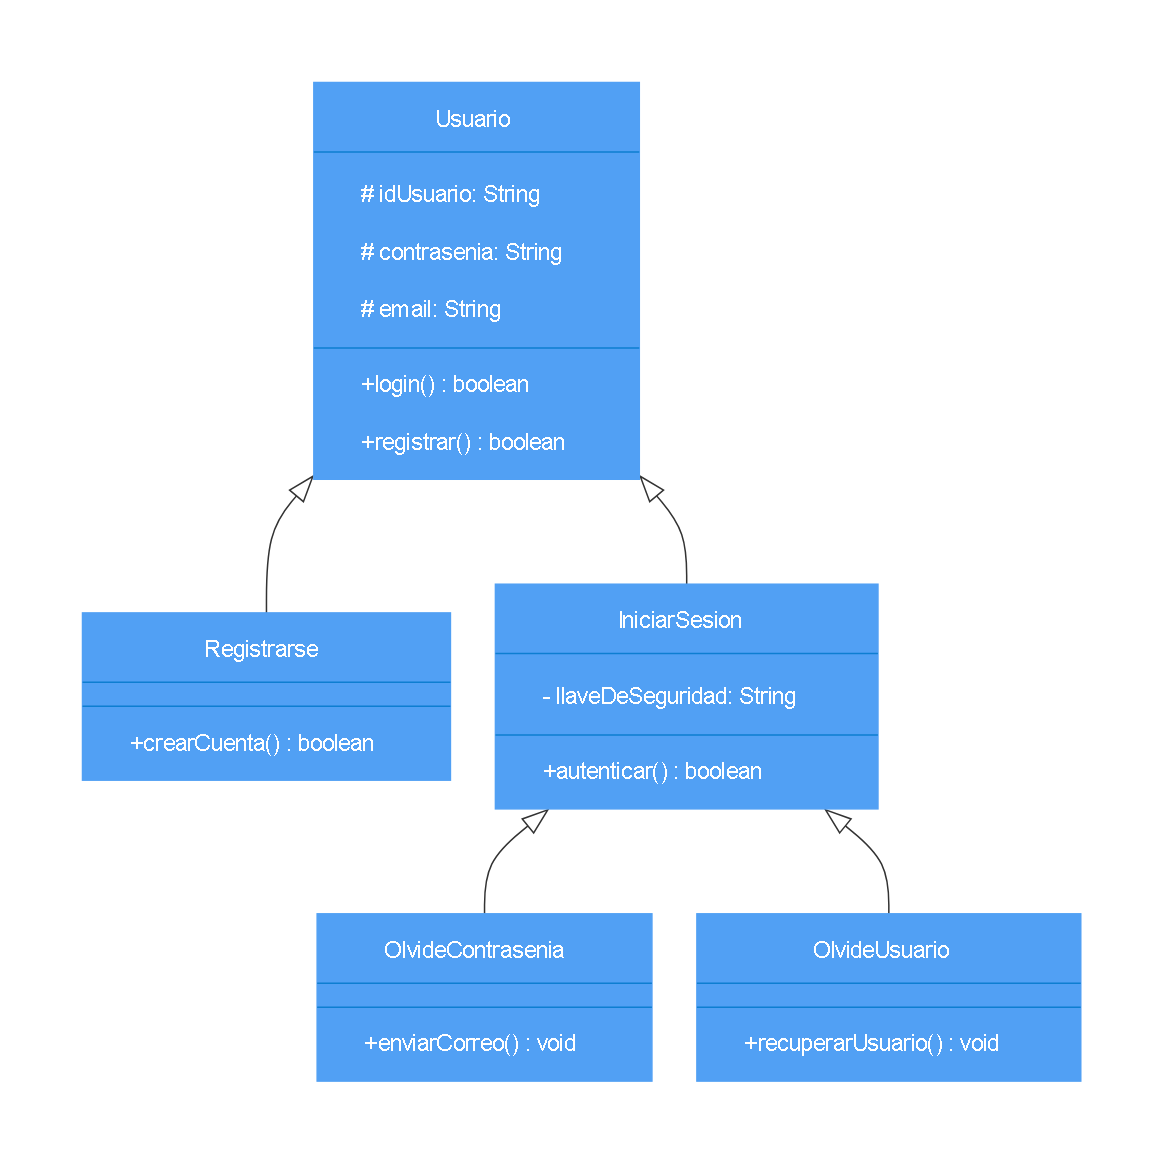 Usuario
# idUsuario: String
# contrasenia: String
# email: String
+login() : boolean
+registrar() : boolean
Registrarse
+crearCuenta() : boolean
IniciarSesion
- llaveDeSeguridad: String
+autenticar() : boolean
OlvideContrasenia
+enviarCorreo() : void
OlvideUsuario
+recuperarUsuario() : void